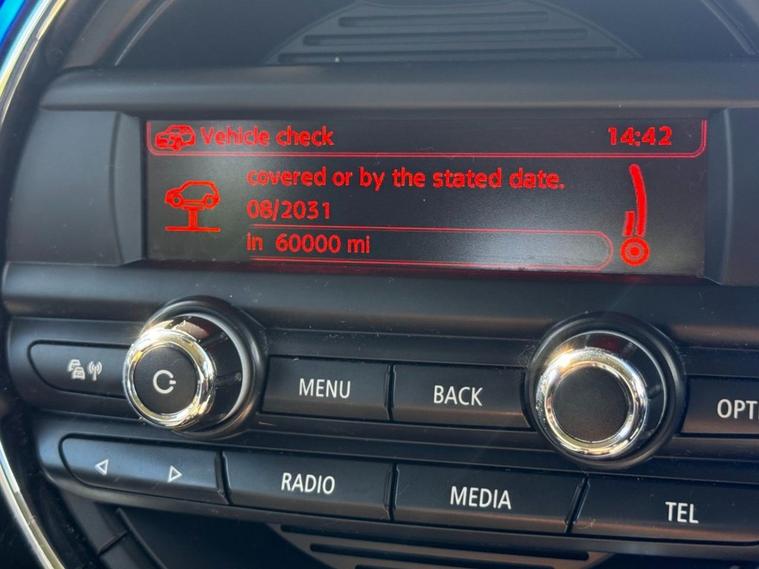 Vehicle check 14:42
covered or by the stated date.
08/2031
in 60000 mi
MENU
BACK
OPTI
RADIO
MEDIA
TEL